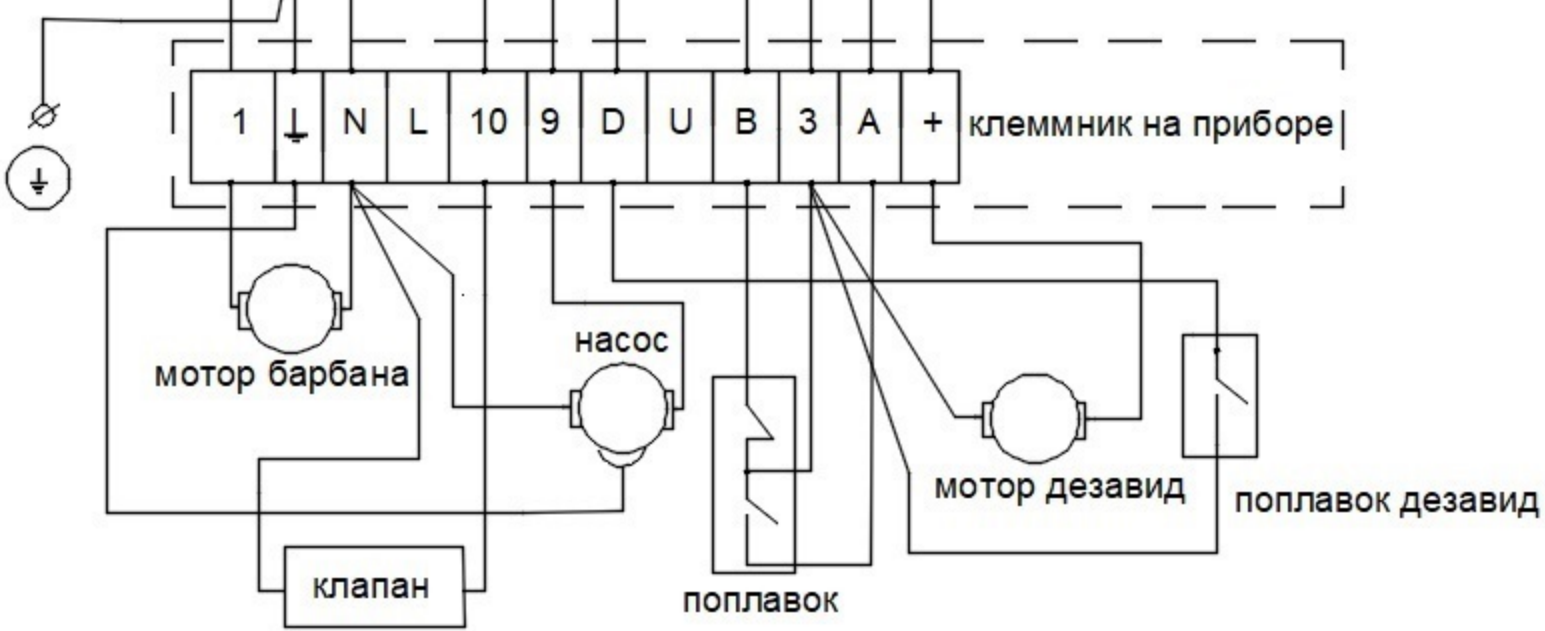 1 N L 10 9 D U B 3 A + клеммник на приборе
насос
мотор барбана
мотор дезавид
поплавок дезавид
клапан
поплавок